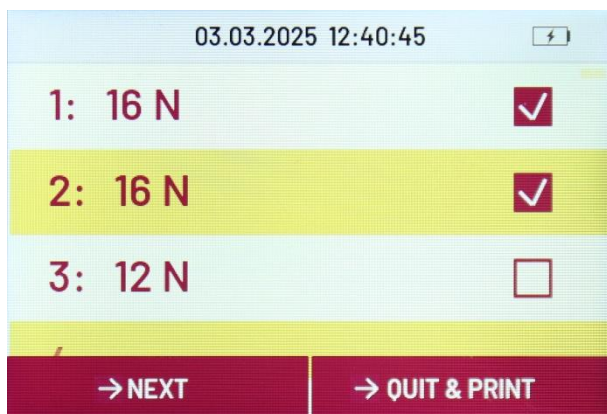 03.03.2025 12:40:45
1: 16 N
2: 16 N
3: 12 N
→ NEXT → QUIT & PRINT